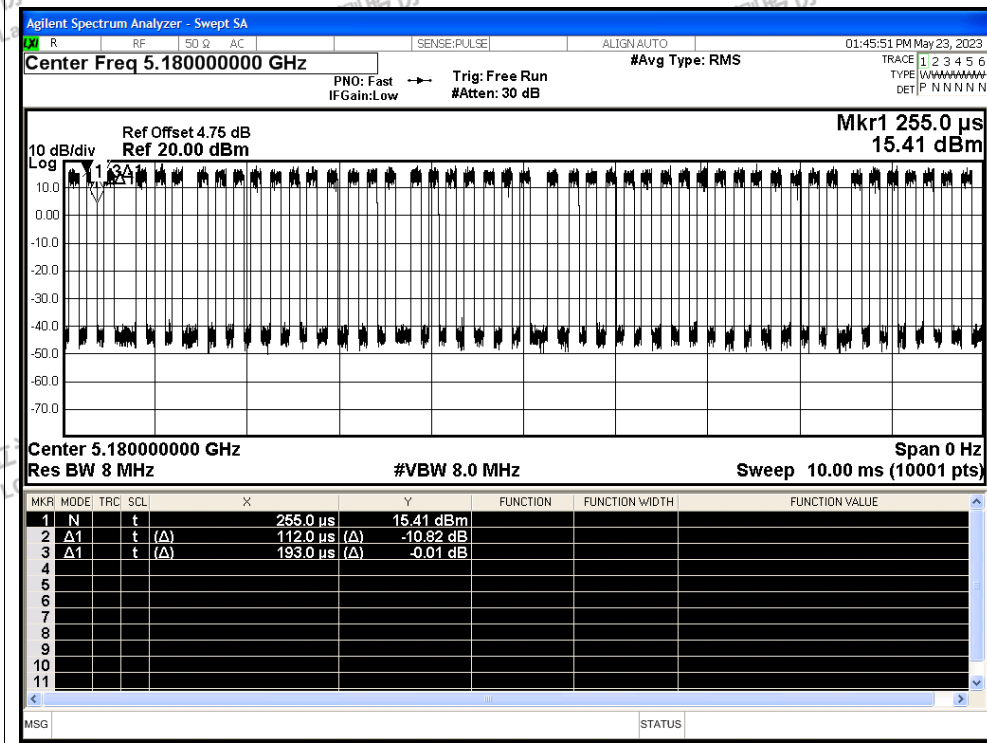 Agilent Spectrum Analyzer - Swept SA
LXI R RF 50 Ω AC SENSE:PULSE ALIGN AUTO 01:45:51 PM May 23, 2023
Center Freq 5.180000000 GHz #Avg Type: RMS TRACE 1 2 3 4 5 6
PNO: Fast Trig: Free Run TYPE
IFGain:Low #Atten: 30 dB DET P N N N N N
Mkr1 255.0 µs
Ref Offset 4.75 dB
10 dB/div Ref 20.00 dBm 15.41 dBm
Log
1 3Δ1
10.0
0.00
-10.0
-20.0
-30.0
-40.0
-50.0
-60.0
-70.0
Center 5.180000000 GHz Span 0 Hz
Res BW 8 MHz #VBW 8.0 MHz Sweep 10.00 ms (10001 pts)
MKR MODE TRC SCL X Y FUNCTION FUNCTION WIDTH FUNCTION VALUE
1 N t 255.0 µs 15.41 dBm
2 Δ1 t (Δ) 112.0 µs (Δ) -10.82 dB
3 Δ1 t (Δ) 193.0 µs (Δ) -0.01 dB
4
5
6
7
8
9
10
11
MSG STATUS